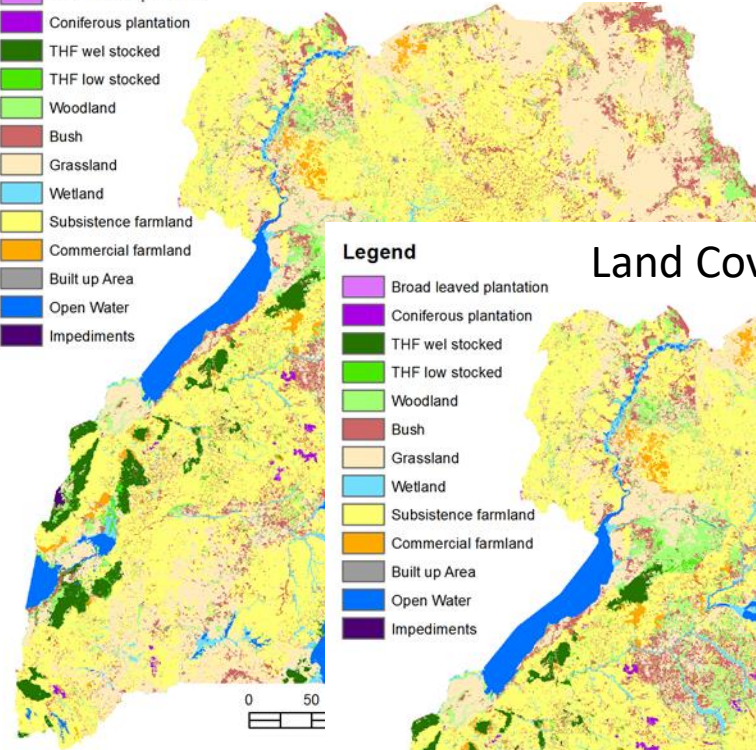 Coniferous plantation
THF wel stocked
THF low stocked
Woodland
Bush
Grassland
Wetland
Subsistence farmland
Commercial farmland
Built up Area
Open Water
Impediments
0 50
Legend
Land Cov
Broad leaved plantation
Coniferous plantation
THF wel stocked
THF low stocked
Woodland
Bush
Grassland
Wetland
Subsistence farmland
Commercial farmland
Built up Area
Open Water
Impediments